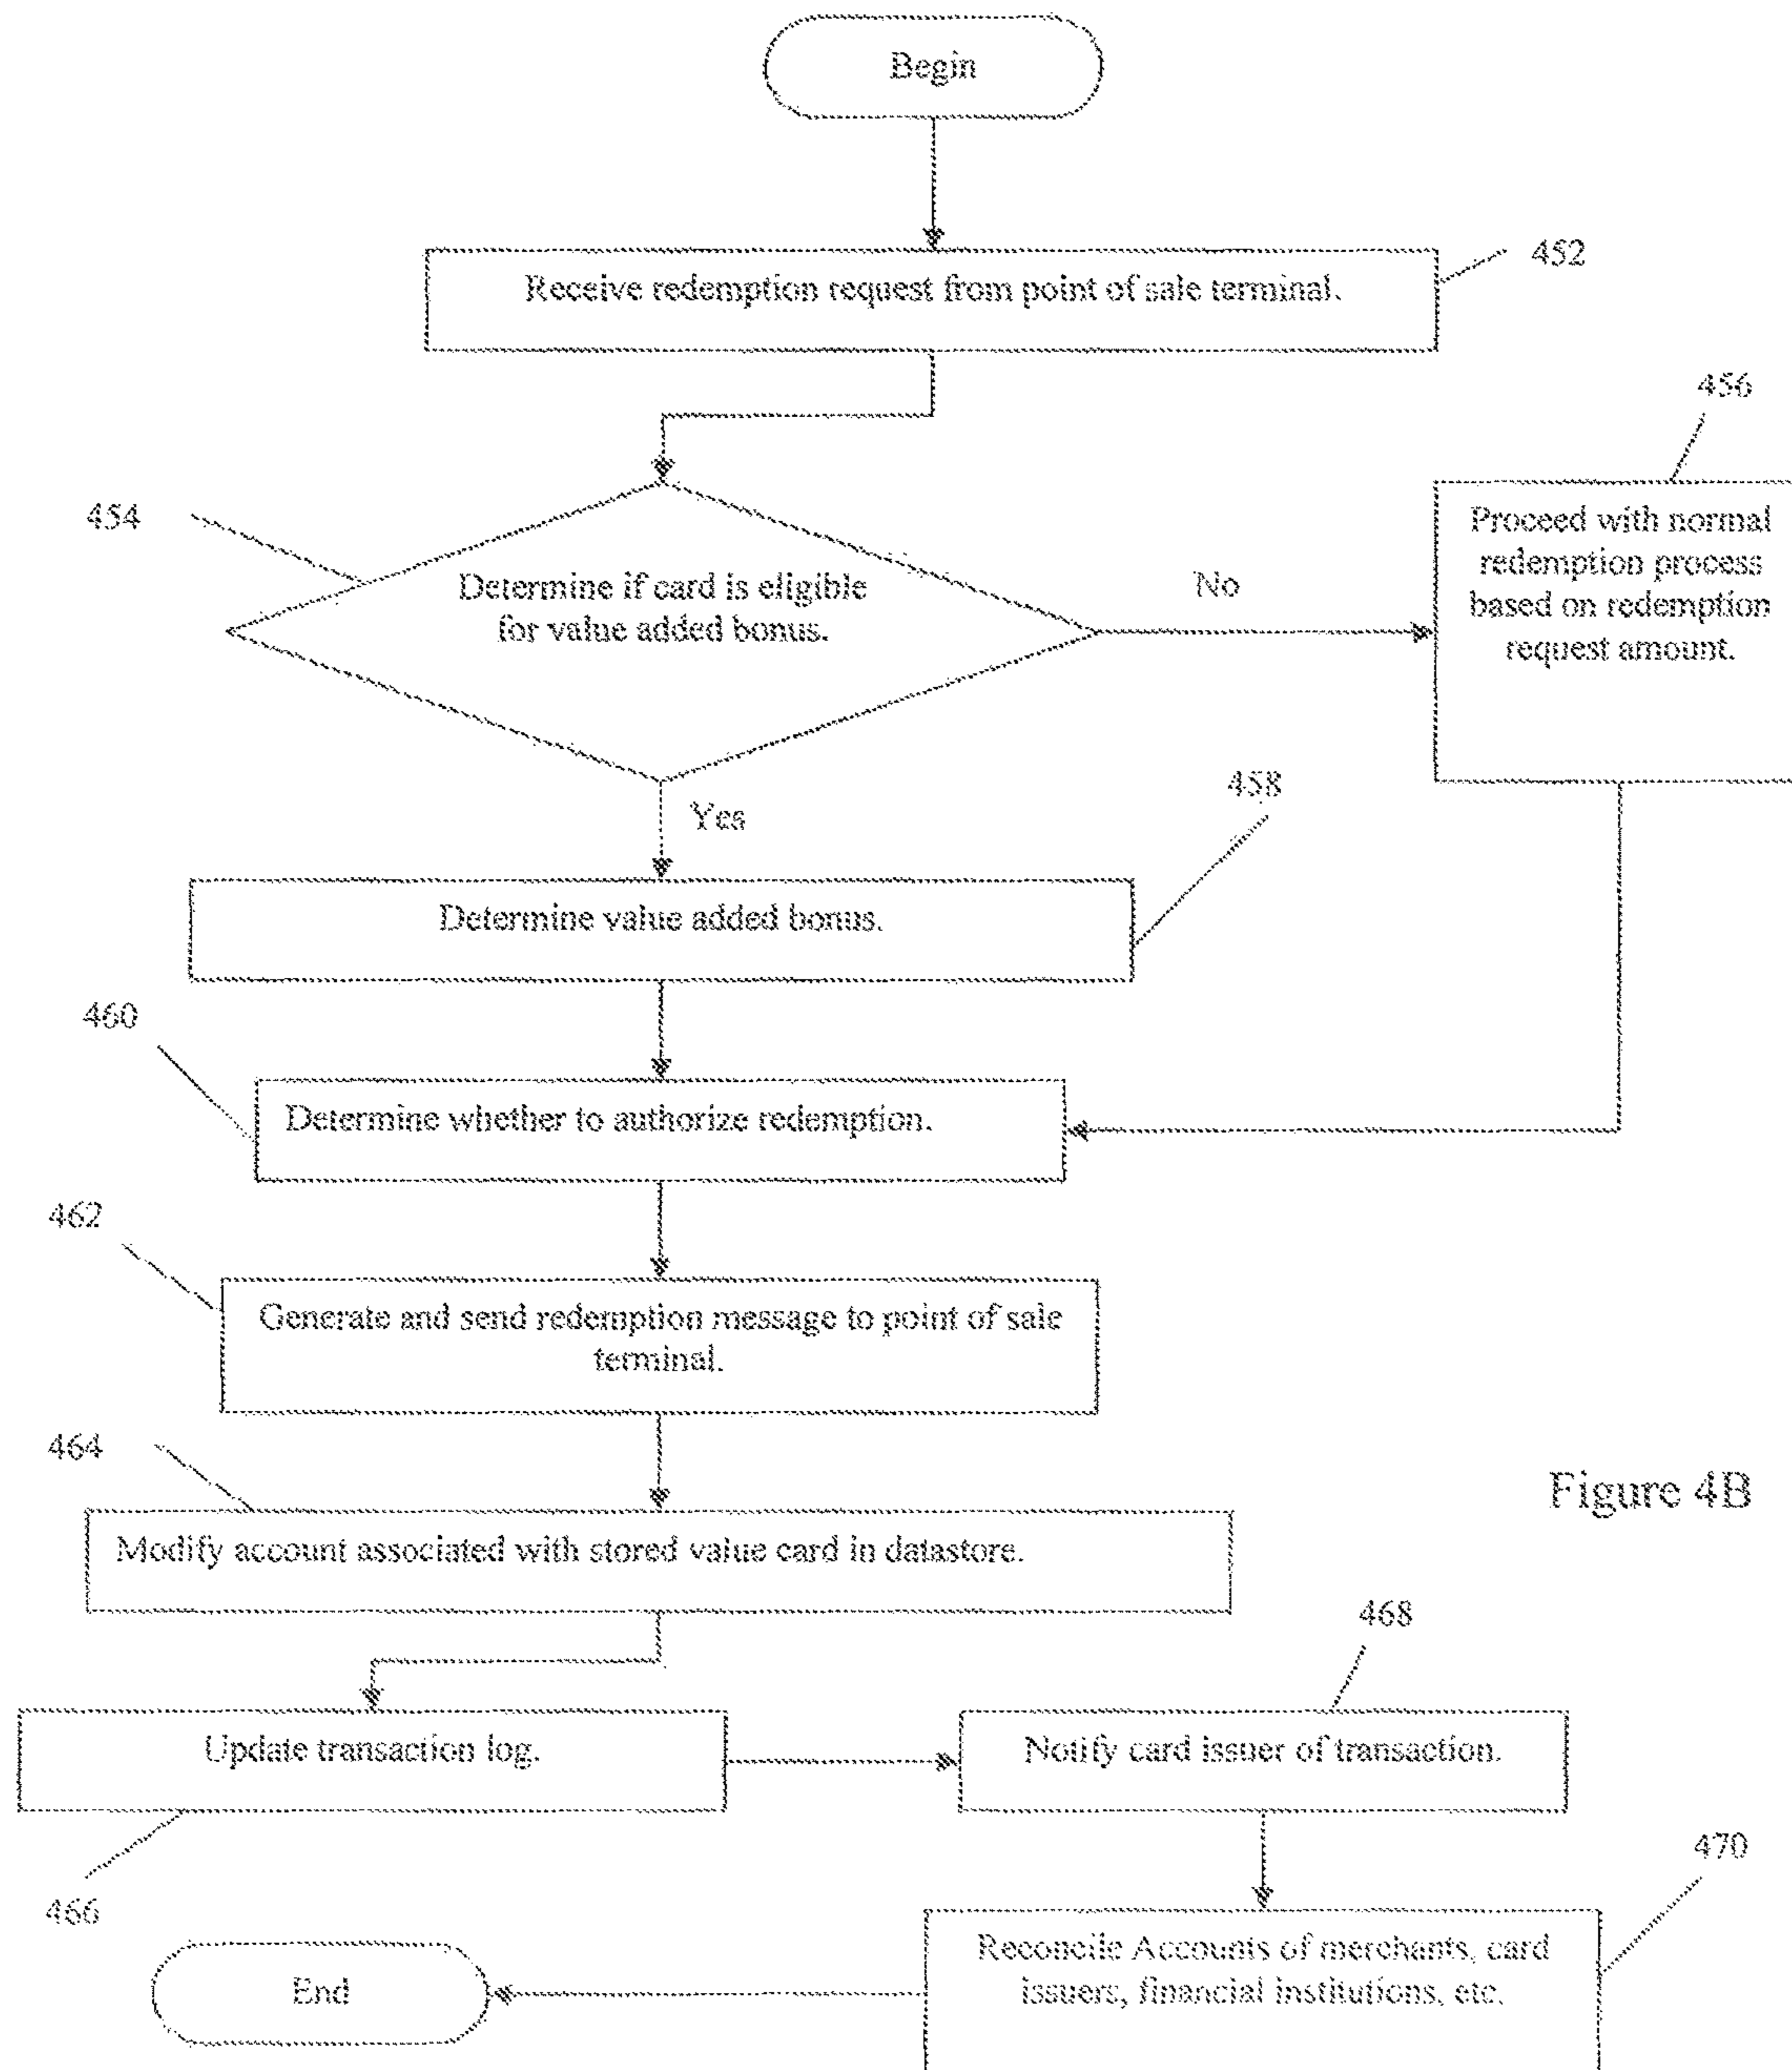 Begin
Receive redemption request from point of sale terminal.
452
456
454
Determine if card is eligible
for value added bonus.
No
Proceed with normal
redemption process
based on redemption
request amount.
Yes
458
Determine value added bonus.
460
Determine whether to authorize redemption.
462
Generate and send redemption message to point of sale
terminal.
464
Modify account associated with stored value card in datastore.
Figure 4B
468
Update transaction log.
Notify card issuer of transaction.
466
470
Reconcile Accounts of merchants, card
issuers, financial institutions, etc.
End